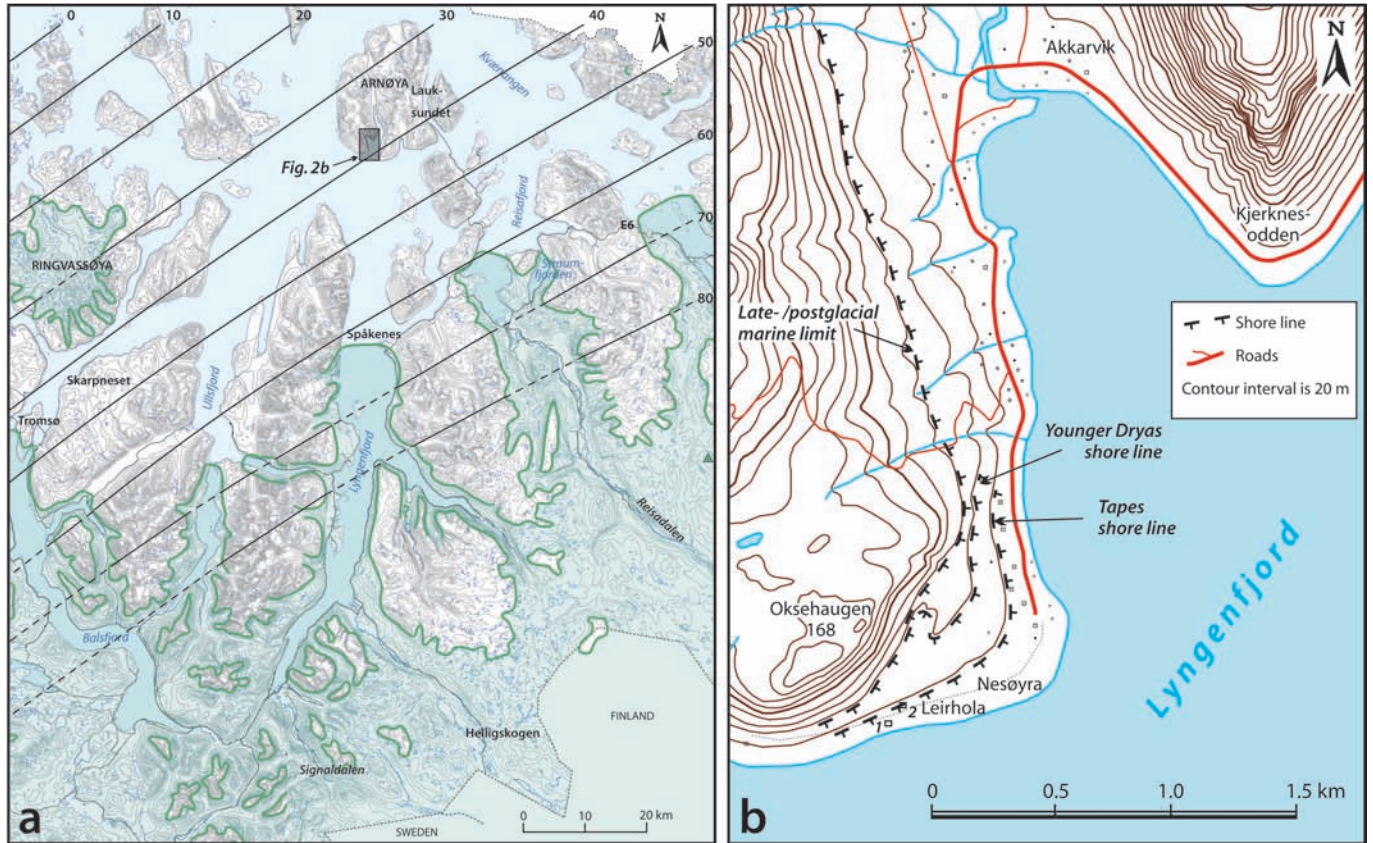 0
10
20
30
40
N
50
Kvænangen
ARNØYA
Lauk-
sundet
60
Fig. 2b
Reisafjord
E6
70
RINGVASSØYA
fjorden
80
Spåkenes
Ullsfjord
Skarpneset
Tromsø
Lyngenfjord
Reisadalen
Balsfjord
FINLAND
Helligskogen
Signaldalen
0 10 20 km
SWEDEN
a
N
Akkarvik
Kjerknes-
odden
Late- /postglacial
marine limit
Shore line
Roads
Contour interval is 20 m
Younger Dryas
shore line
Tapes
shore line
Oksehaugen
168
Nesøyra
Leirhola
1
2
Lyngenfjord
0 0.5 1.0 1.5 km
b